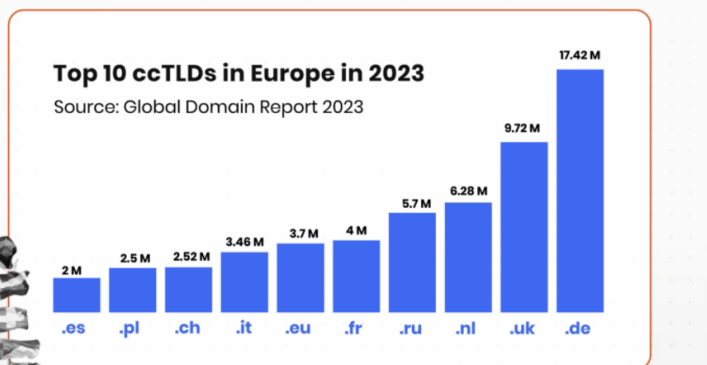 Top 10 ccTLDs in Europe in 2023
Source: Global Domain Report 2023
17.42 M
9.72 M
6.28 M
5.7 M
4 M
3.7 M
3.46 M
2.52 M
2.5 M
2 M
.es .pl .ch .it .eu .fr .ru .nl .uk .de